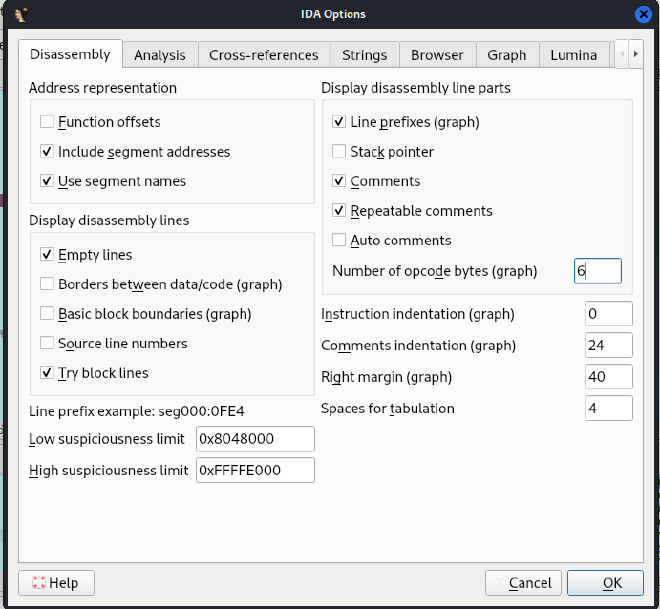 IDA Options
Disassembly Analysis Cross-references Strings Browser Graph Lumina
Address representation
Function offsets
Include segment addresses
Use segment names
Display disassembly lines
Empty lines
Borders between data/code (graph)
Basic block boundaries (graph)
Source line numbers
Try block lines
Line prefix example: seg000:0FE4
Low suspiciousness limit 0x8048000
High suspiciousness limit 0xFFFFE000
Display disassembly line parts
Line prefixes (graph)
Stack pointer
Comments
Repeatable comments
Auto comments
Number of opcode bytes (graph) 6
Instruction indentation (graph) 0
Comments indentation (graph) 24
Right margin (graph) 40
Spaces for tabulation 4
Help Cancel OK